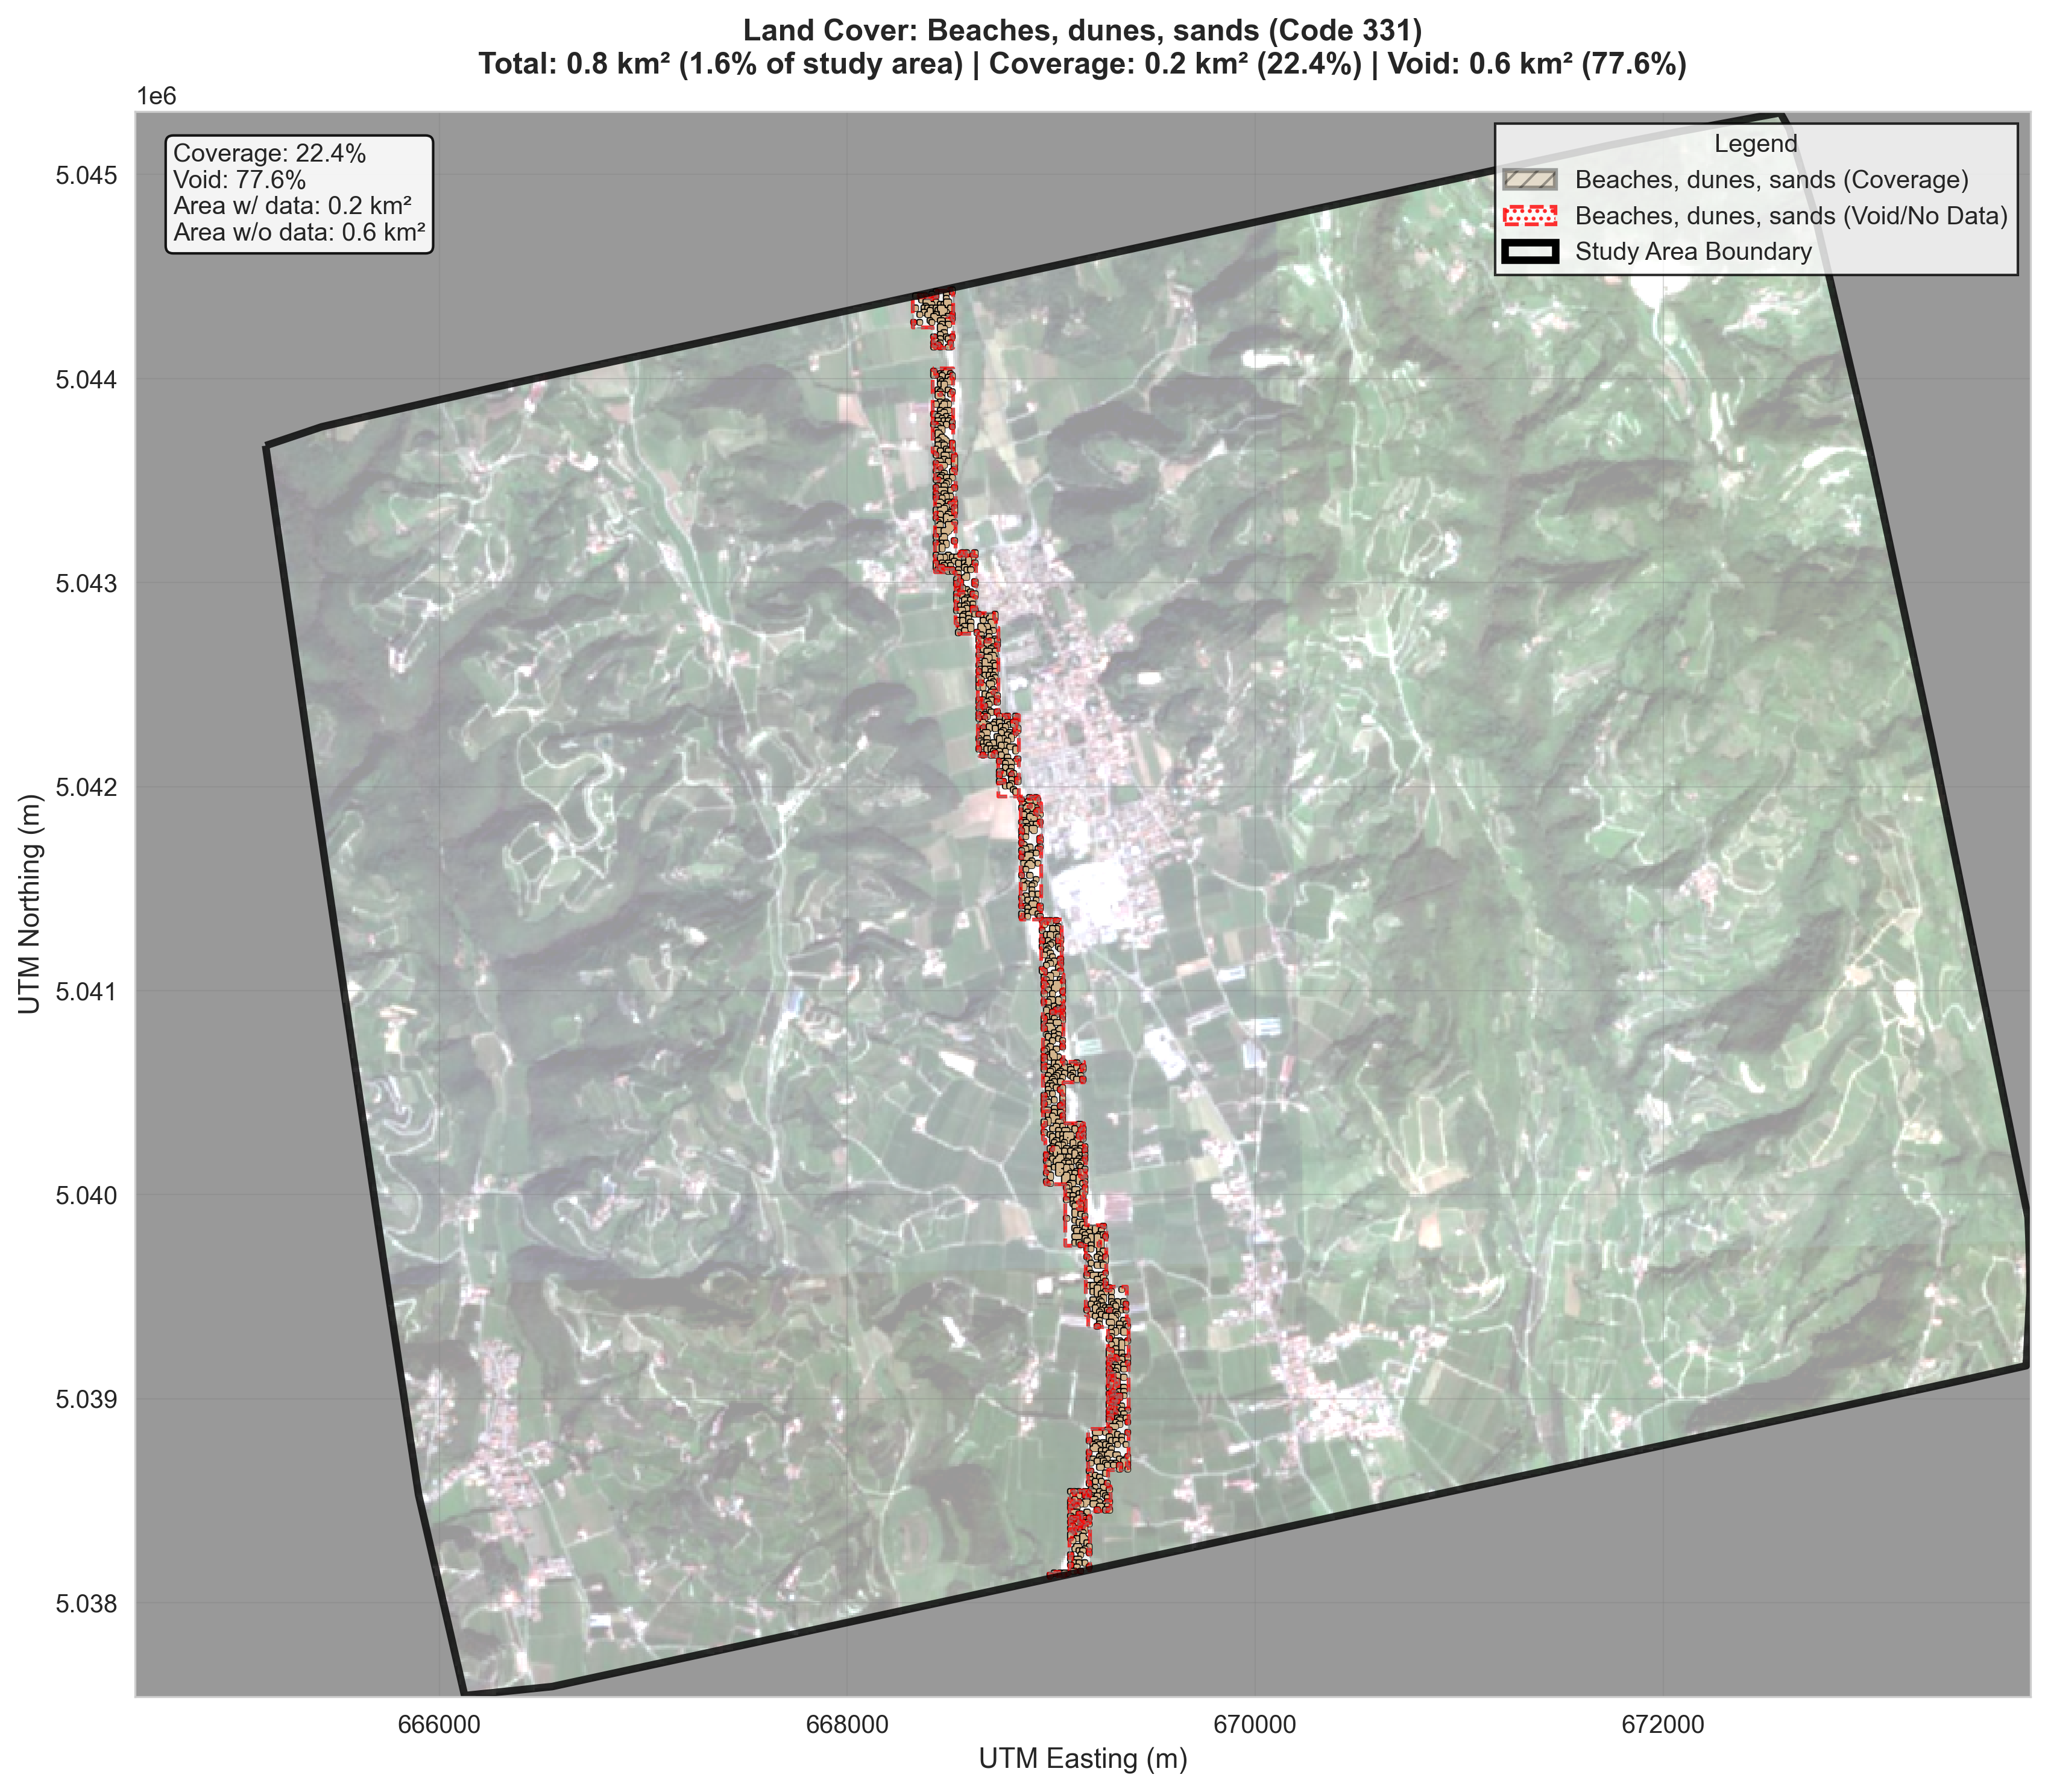 Land Cover: Beaches, dunes, sands (Code 331)
Total: 0.8 km² (1.6% of study area) | Coverage: 0.2 km² (22.4%) | Void: 0.6 km² (77.6%)
1e6
Coverage: 22.4%
Void: 77.6%
Area w/ data: 0.2 km²
Area w/o data: 0.6 km²
Legend
Beaches, dunes, sands (Coverage)
Beaches, dunes, sands (Void/No Data)
Study Area Boundary
5.045
5.044
5.043
5.042
5.041
5.040
5.039
5.038
UTM Northing (m)
666000
668000
670000
672000
UTM Easting (m)